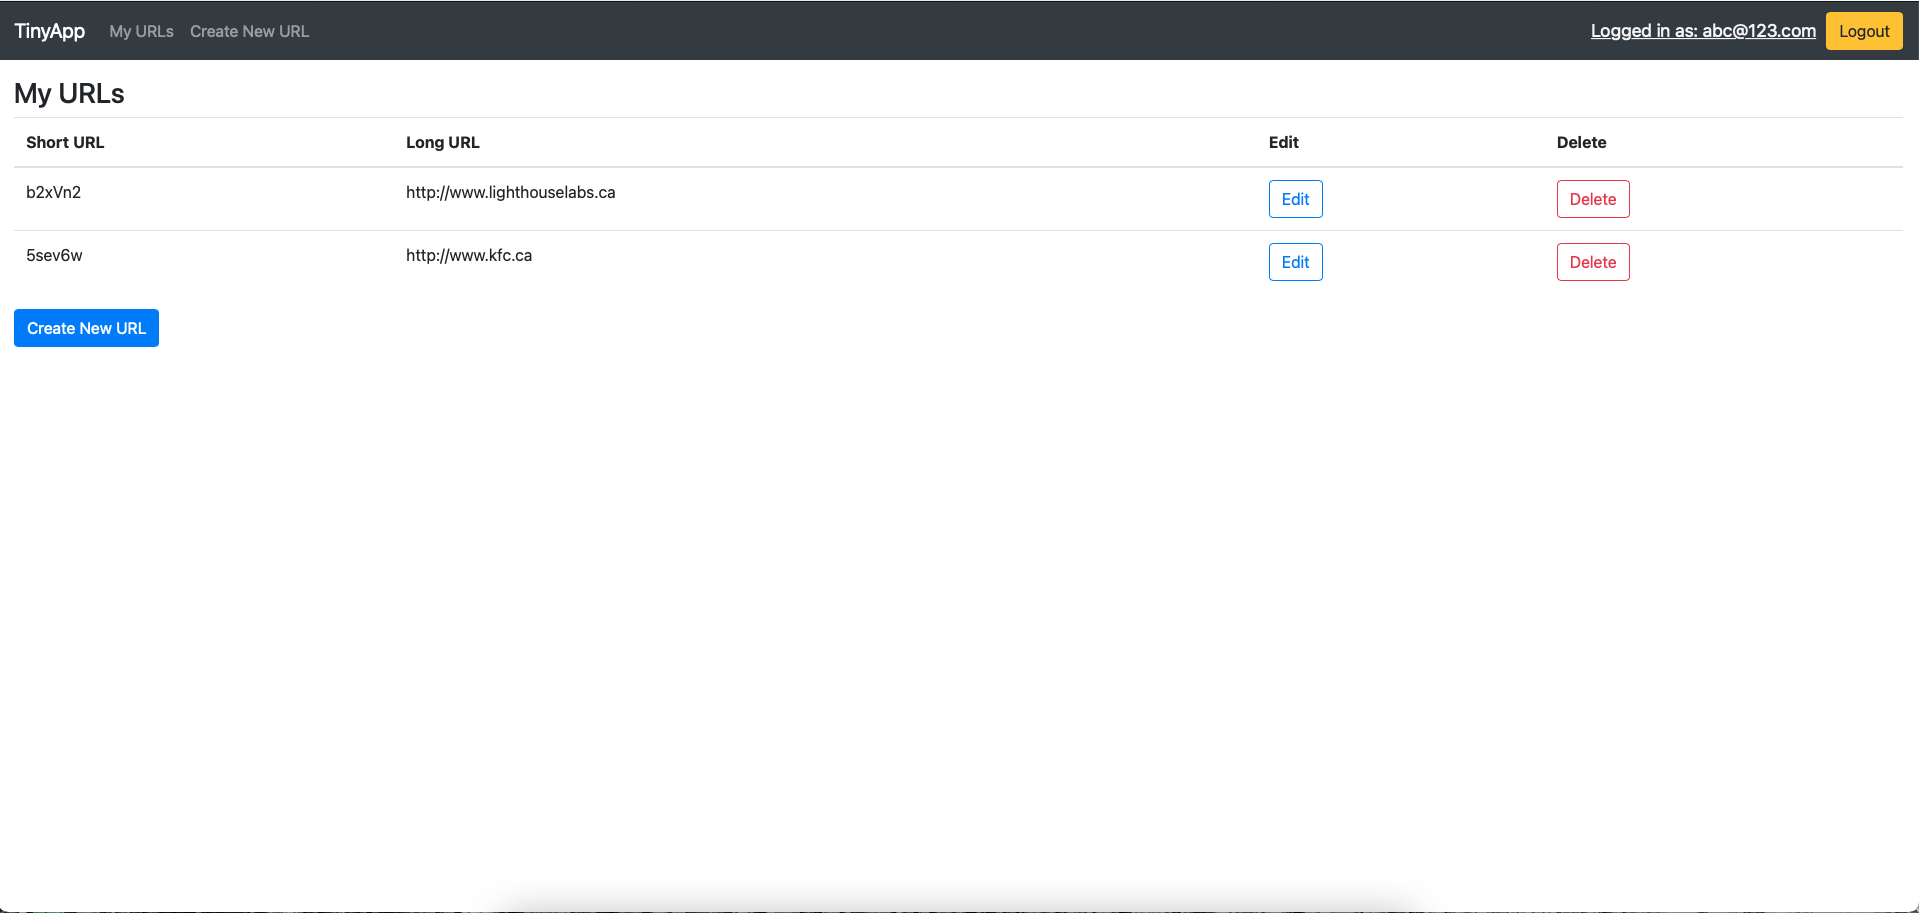 TinyApp My URLs Create New URL Logged in as: abc@123.com Logout
My URLs
Short URL Long URL Edit Delete
b2xVn2 http://www.lighthouselabs.ca Edit Delete
5sev6w http://www.kfc.ca Edit Delete
Create New URL